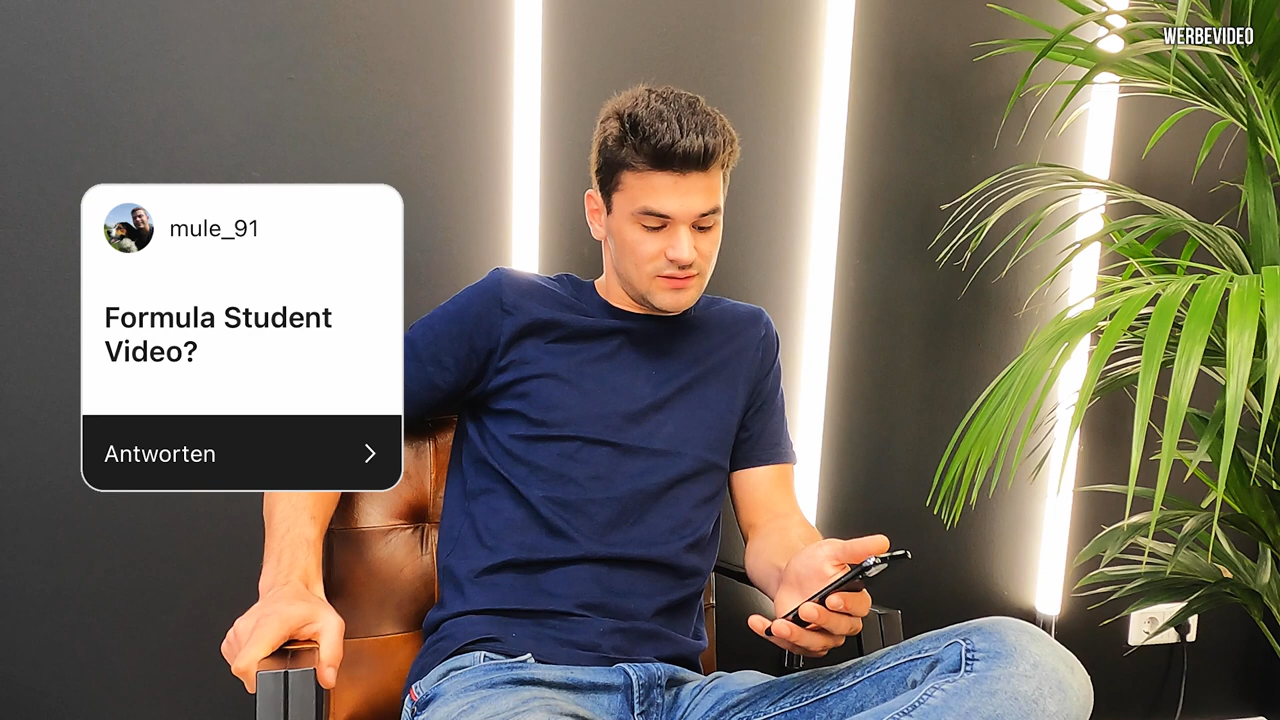 WERBEVIDEO
mule_91
Formula Student
Video?
Antworten